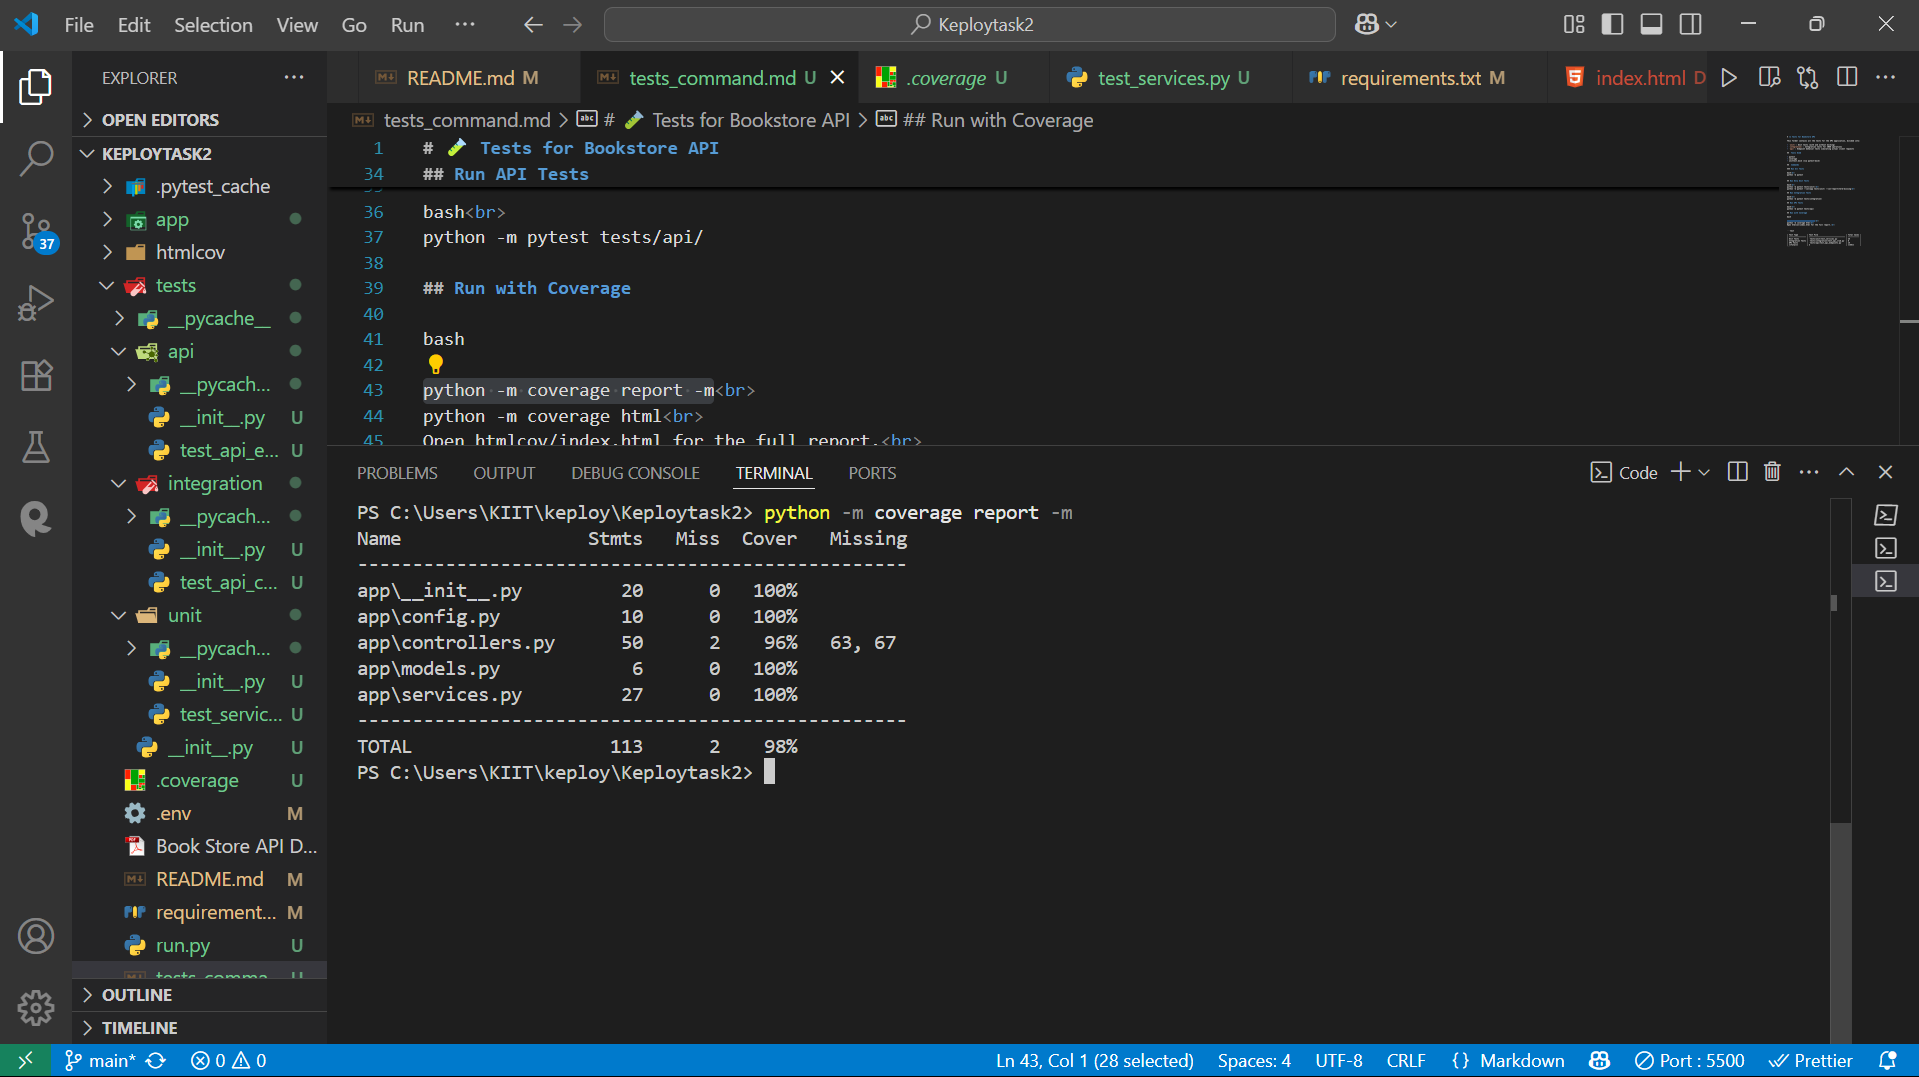 File Edit Selection View Go Run ··· Keploytask2
EXPLORER ···
OPEN EDITORS
KEPLOYTASK2
.pytest_cache
app
htmlcov
tests
__pycache__
api
__pycach...
__init__.py U
test_api_e... U
integration
__pycach...
__init__.py U
test_api_c... U
unit
__pycach...
__init__.py U
test_servic... U
__init__.py U
.coverage U
.env M
Book Store API D...
README.md M
requirement... M
run.py U
tests_comma... U
OUTLINE
TIMELINE
README.md M tests_command.md U .coverage U test_services.py U requirements.txt M index.html D
tests_command.md > # Tests for Bookstore API > ## Run with Coverage
1 # Tests for Bookstore API
34 ## Run API Tests
36 bash<br>
37 python -m pytest tests/api/
38
39 ## Run with Coverage
40
41 bash
42
43 python -m coverage report -m<br>
44 python -m coverage html<br>
45 Open htmlcov/index.html for the full report.<br>
PROBLEMS OUTPUT DEBUG CONSOLE TERMINAL PORTS Code
PS C:\Users\KIIT\keploy\Keploytask2> python -m coverage report -m
Name Stmts Miss Cover Missing
--------------------------------------------------
app\__init__.py 20 0 100%
app\config.py 10 0 100%
app\controllers.py 50 2 96% 63, 67
app\models.py 6 0 100%
app\services.py 27 0 100%
--------------------------------------------------
TOTAL 113 2 98%
PS C:\Users\KIIT\keploy\Keploytask2>
37
main* 0 0 Ln 43, Col 1 (28 selected) Spaces: 4 UTF-8 CRLF {} Markdown Port : 5500 Prettier